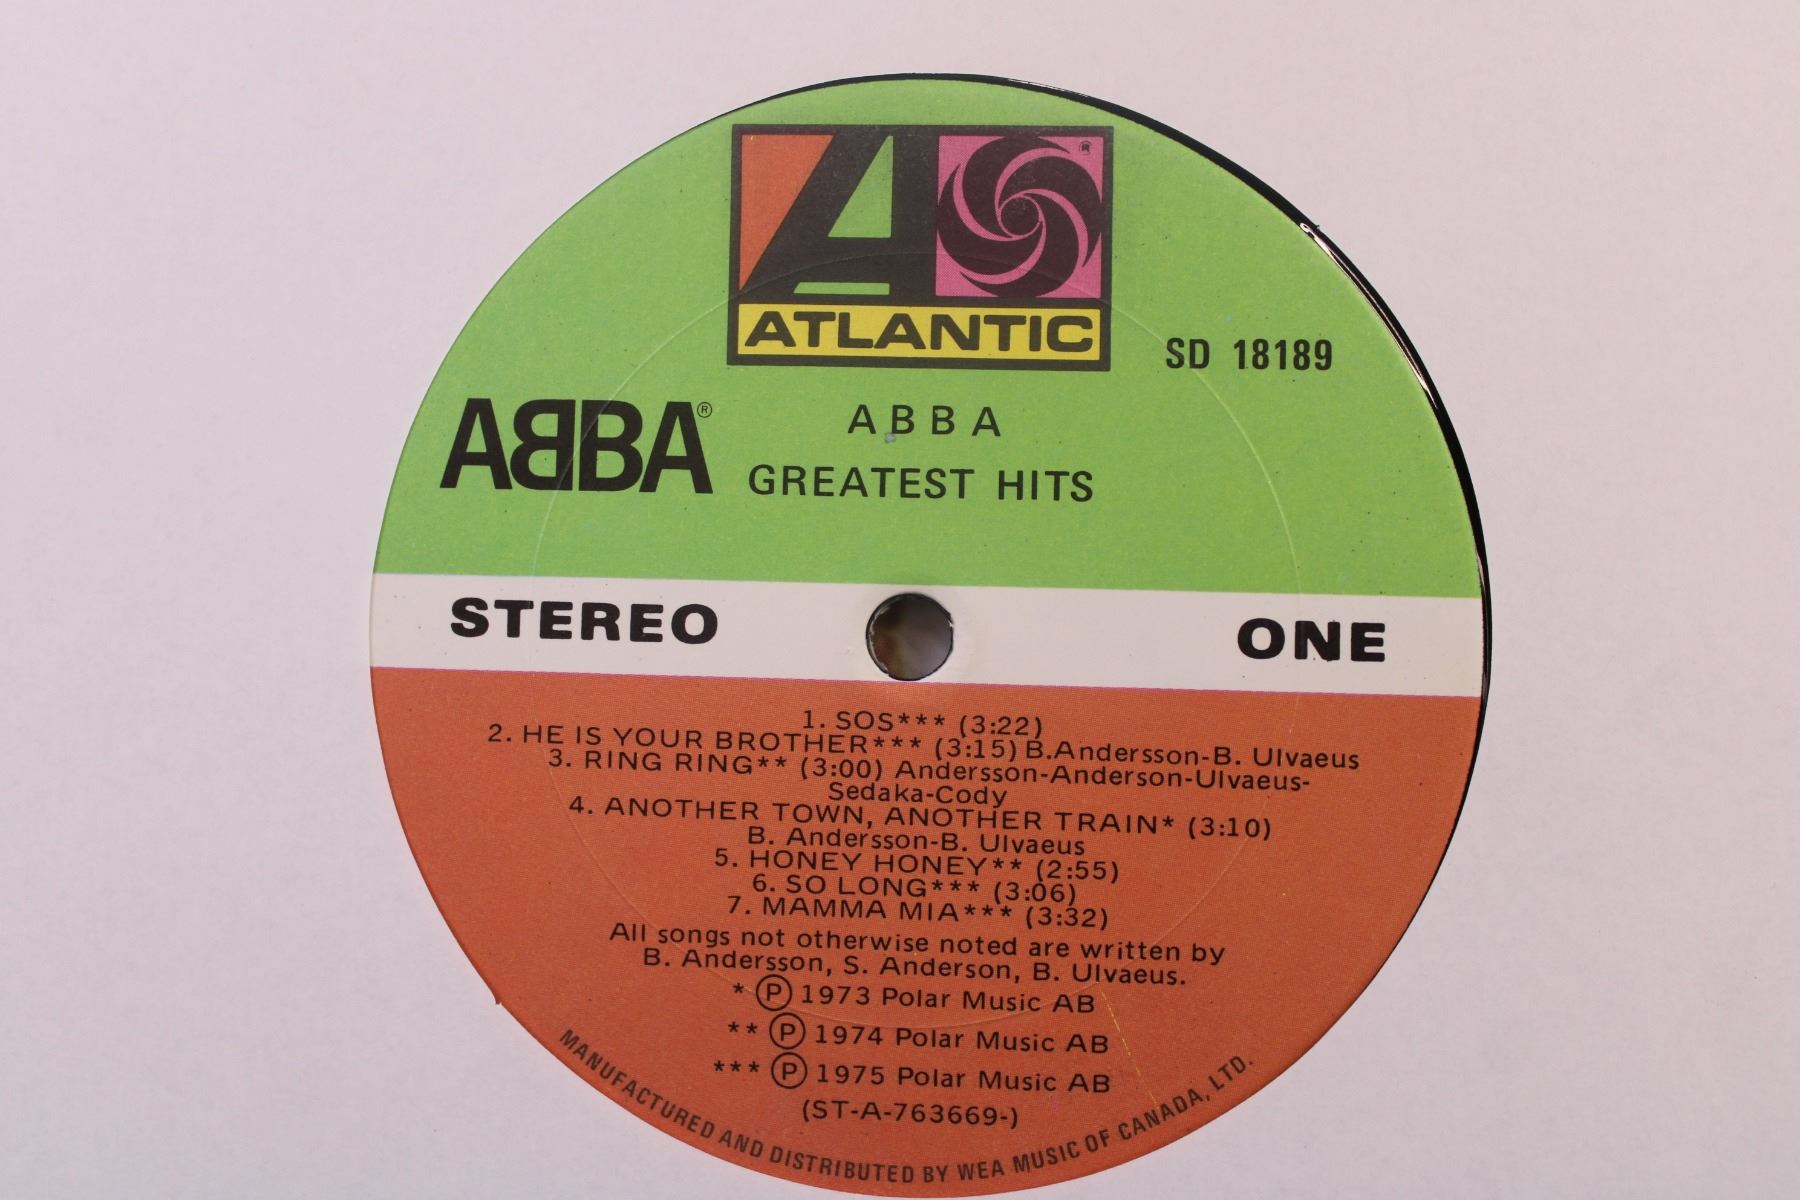 A
®
ATLANTIC
SD 18189
ABBA®
ABBA
GREATEST HITS
STEREO
ONE
1. SOS*** (3:22)
2. HE IS YOUR BROTHER*** (3:15) B.Andersson-B. Ulvaeus
3. RING RING** (3:00) Andersson-Anderson-Ulvaeus-
Sedaka-Cody
4. ANOTHER TOWN, ANOTHER TRAIN* (3:10)
B. Andersson-B. Ulvaeus
5. HONEY HONEY** (2:55)
6. SO LONG*** (3:06)
7. MAMMA MIA*** (3:32)
All songs not otherwise noted are written by
B. Andersson, S. Anderson, B. Ulvaeus.
* Ⓟ 1973 Polar Music AB
** Ⓟ 1974 Polar Music AB
*** Ⓟ 1975 Polar Music AB
(ST-A-763669-)
MANUFACTURED AND DISTRIBUTED BY WEA MUSIC OF CANADA, LTD.